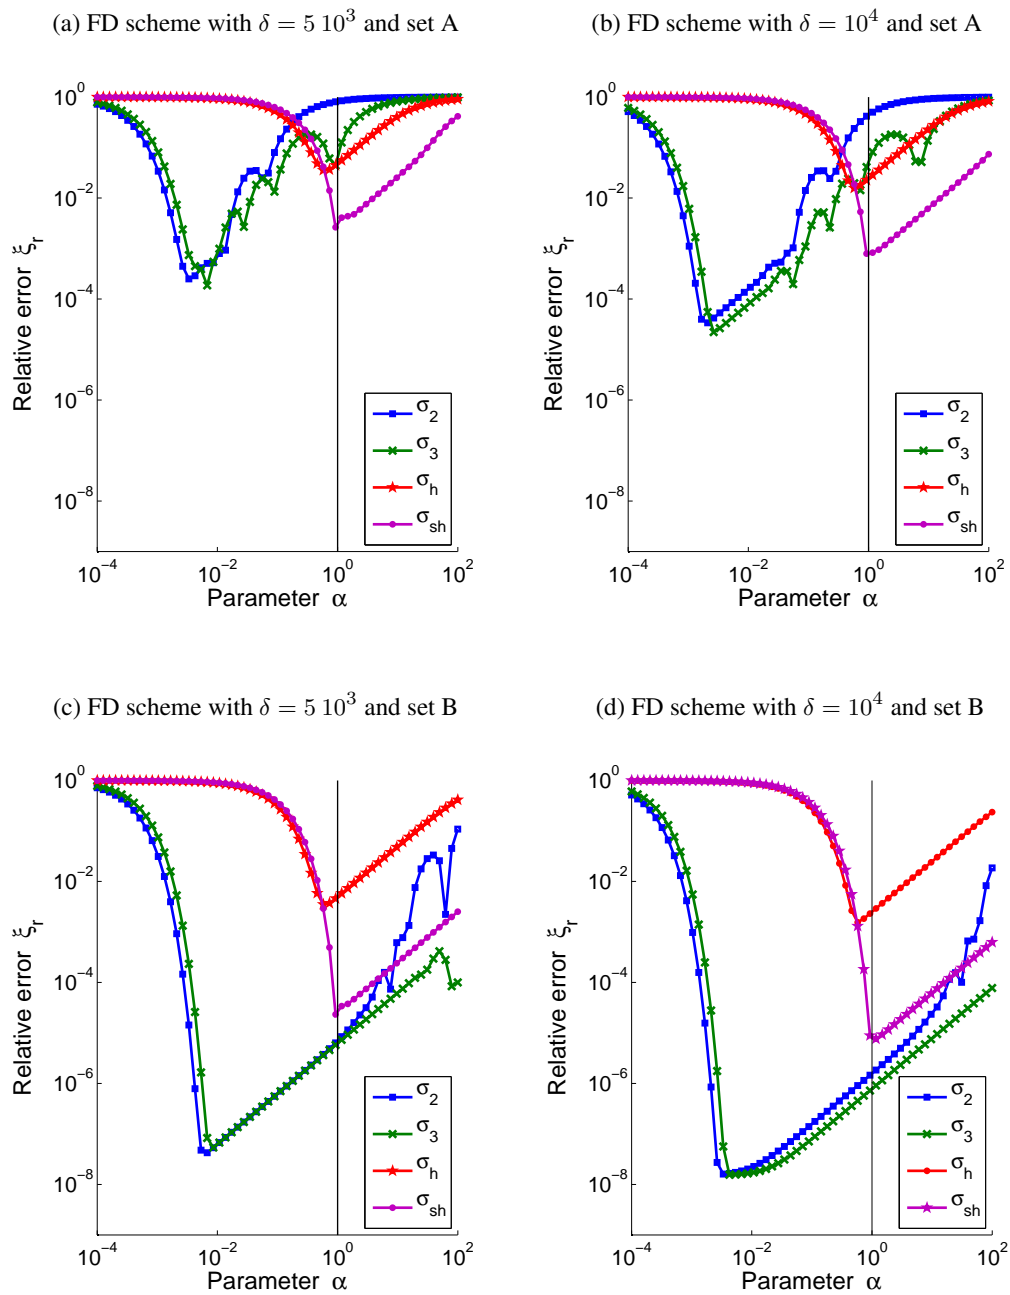 (a) FD scheme with δ = 5 10³ and set A
(b) FD scheme with δ = 10⁴ and set A
10⁰
10⁻²
10⁻⁴
10⁻⁶
10⁻⁸
Relative error ξᵣ
σ₂
σ₃
σₕ
σₛₕ
10⁻⁴ 10⁻² 10⁰ 10²
Parameter α
10⁰
10⁻²
10⁻⁴
10⁻⁶
10⁻⁸
Relative error ξᵣ
σ₂
σ₃
σₕ
σₛₕ
10⁻⁴ 10⁻² 10⁰ 10²
Parameter α
(c) FD scheme with δ = 5 10³ and set B
(d) FD scheme with δ = 10⁴ and set B
10⁰
10⁻²
10⁻⁴
10⁻⁶
10⁻⁸
Relative error ξᵣ
σ₂
σ₃
σₕ
σₛₕ
10⁻⁴ 10⁻² 10⁰ 10²
Parameter α
10⁰
10⁻²
10⁻⁴
10⁻⁶
10⁻⁸
Relative error ξᵣ
σ₂
σ₃
σₕ
σₛₕ
10⁻⁴ 10⁻² 10⁰ 10²
Parameter α